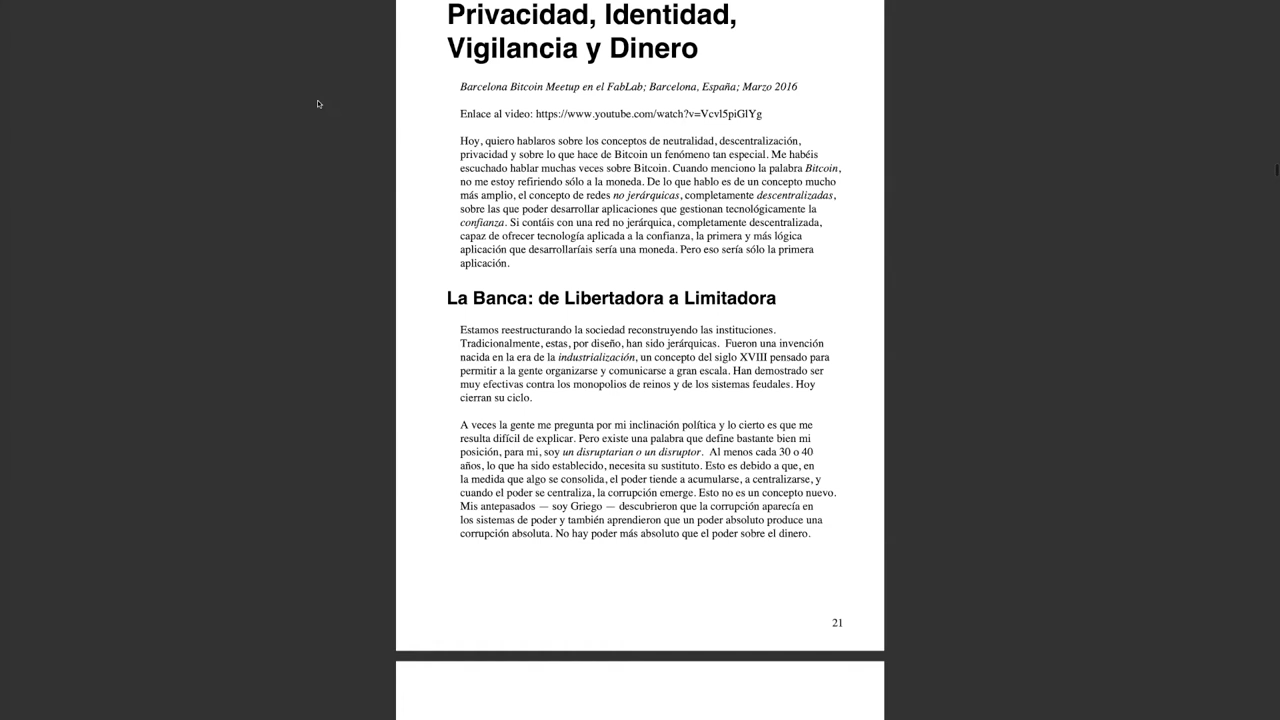 Privacidad, Identidad,
Vigilancia y Dinero
Barcelona Bitcoin Meetup en el FabLab; Barcelona, España; Marzo 2016
Enlace al video: https://www.youtube.com/watch?v=Vcvl5piGlYg
Hoy, quiero hablaros sobre los conceptos de neutralidad, descentralización,
privacidad y sobre lo que hace de Bitcoin un fenómeno tan especial. Me habéis
escuchado hablar muchas veces sobre Bitcoin. Cuando menciono la palabra Bitcoin,
no me estoy refiriendo sólo a la moneda. De lo que hablo es de un concepto mucho
más amplio, el concepto de redes no jerárquicas, completamente descentralizadas,
sobre las que poder desarrollar aplicaciones que gestionan tecnológicamente la
confianza. Si contáis con una red no jerárquica, completamente descentralizada,
capaz de ofrecer tecnología aplicada a la confianza, la primera y más lógica
aplicación que desarrollaríais sería una moneda. Pero eso sería sólo la primera
aplicación.
La Banca: de Libertadora a Limitadora
Estamos reestructurando la sociedad reconstruyendo las instituciones.
Tradicionalmente, estas, por diseño, han sido jerárquicas. Fueron una invención
nacida en la era de la industrialización, un concepto del siglo XVIII pensado para
permitir a la gente organizarse y comunicarse a gran escala. Han demostrado ser
muy efectivas contra los monopolios de reinos y de los sistemas feudales. Hoy
cierran su ciclo.
A veces la gente me pregunta por mi inclinación política y lo cierto es que me
resulta difícil de explicar. Pero existe una palabra que define bastante bien mi
posición, para mi, soy un disruptarian o un disruptor. Al menos cada 30 o 40
años, lo que ha sido establecido, necesita su sustituto. Esto es debido a que, en
la medida que algo se consolida, el poder tiende a acumularse, a centralizarse, y
cuando el poder se centraliza, la corrupción emerge. Esto no es un concepto nuevo.
Mis antepasados — soy Griego — descubrieron que la corrupción aparecía en
los sistemas de poder y también aprendieron que un poder absoluto produce una
corrupción absoluta. No hay poder más absoluto que el poder sobre el dinero.
21